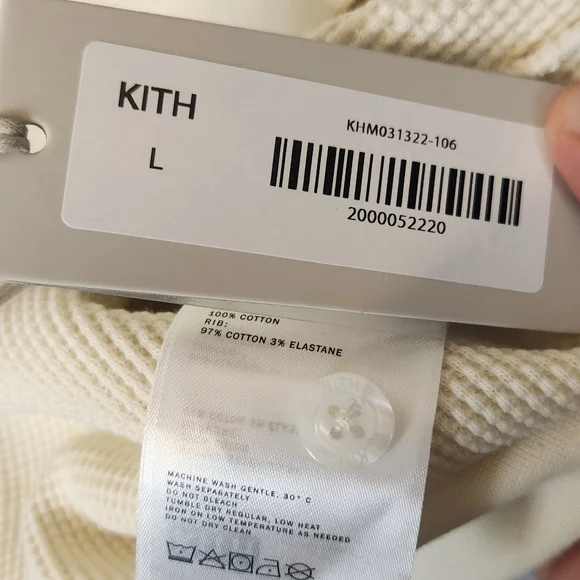 KITH
L
KHM031322-106
2000052220
100% COTTON
RIB:
97% COTTON 3% ELASTANE
MACHINE WASH GENTLE, 30° C
WASH SEPARATELY
DO NOT BLEACH
TUMBLE DRY REGULAR, LOW HEAT
IRON ON LOW TEMPERATURE AS NEEDED
DO NOT DRY CLEAN